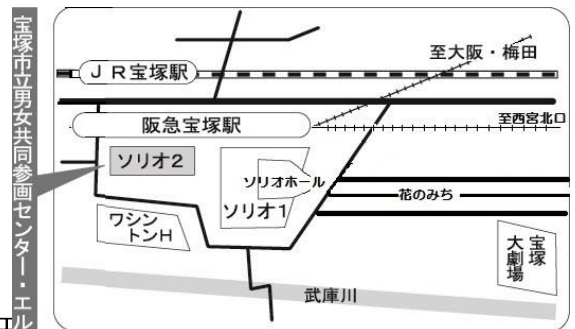 宝塚市立男女共同参画センター・エル
JR宝塚駅
至大阪・梅田
阪急宝塚駅
至西宮北口
ソリオ2
ソリオホール
ソリオ1
花のみち
ワシン
トンH
宝塚
大劇場
武庫川